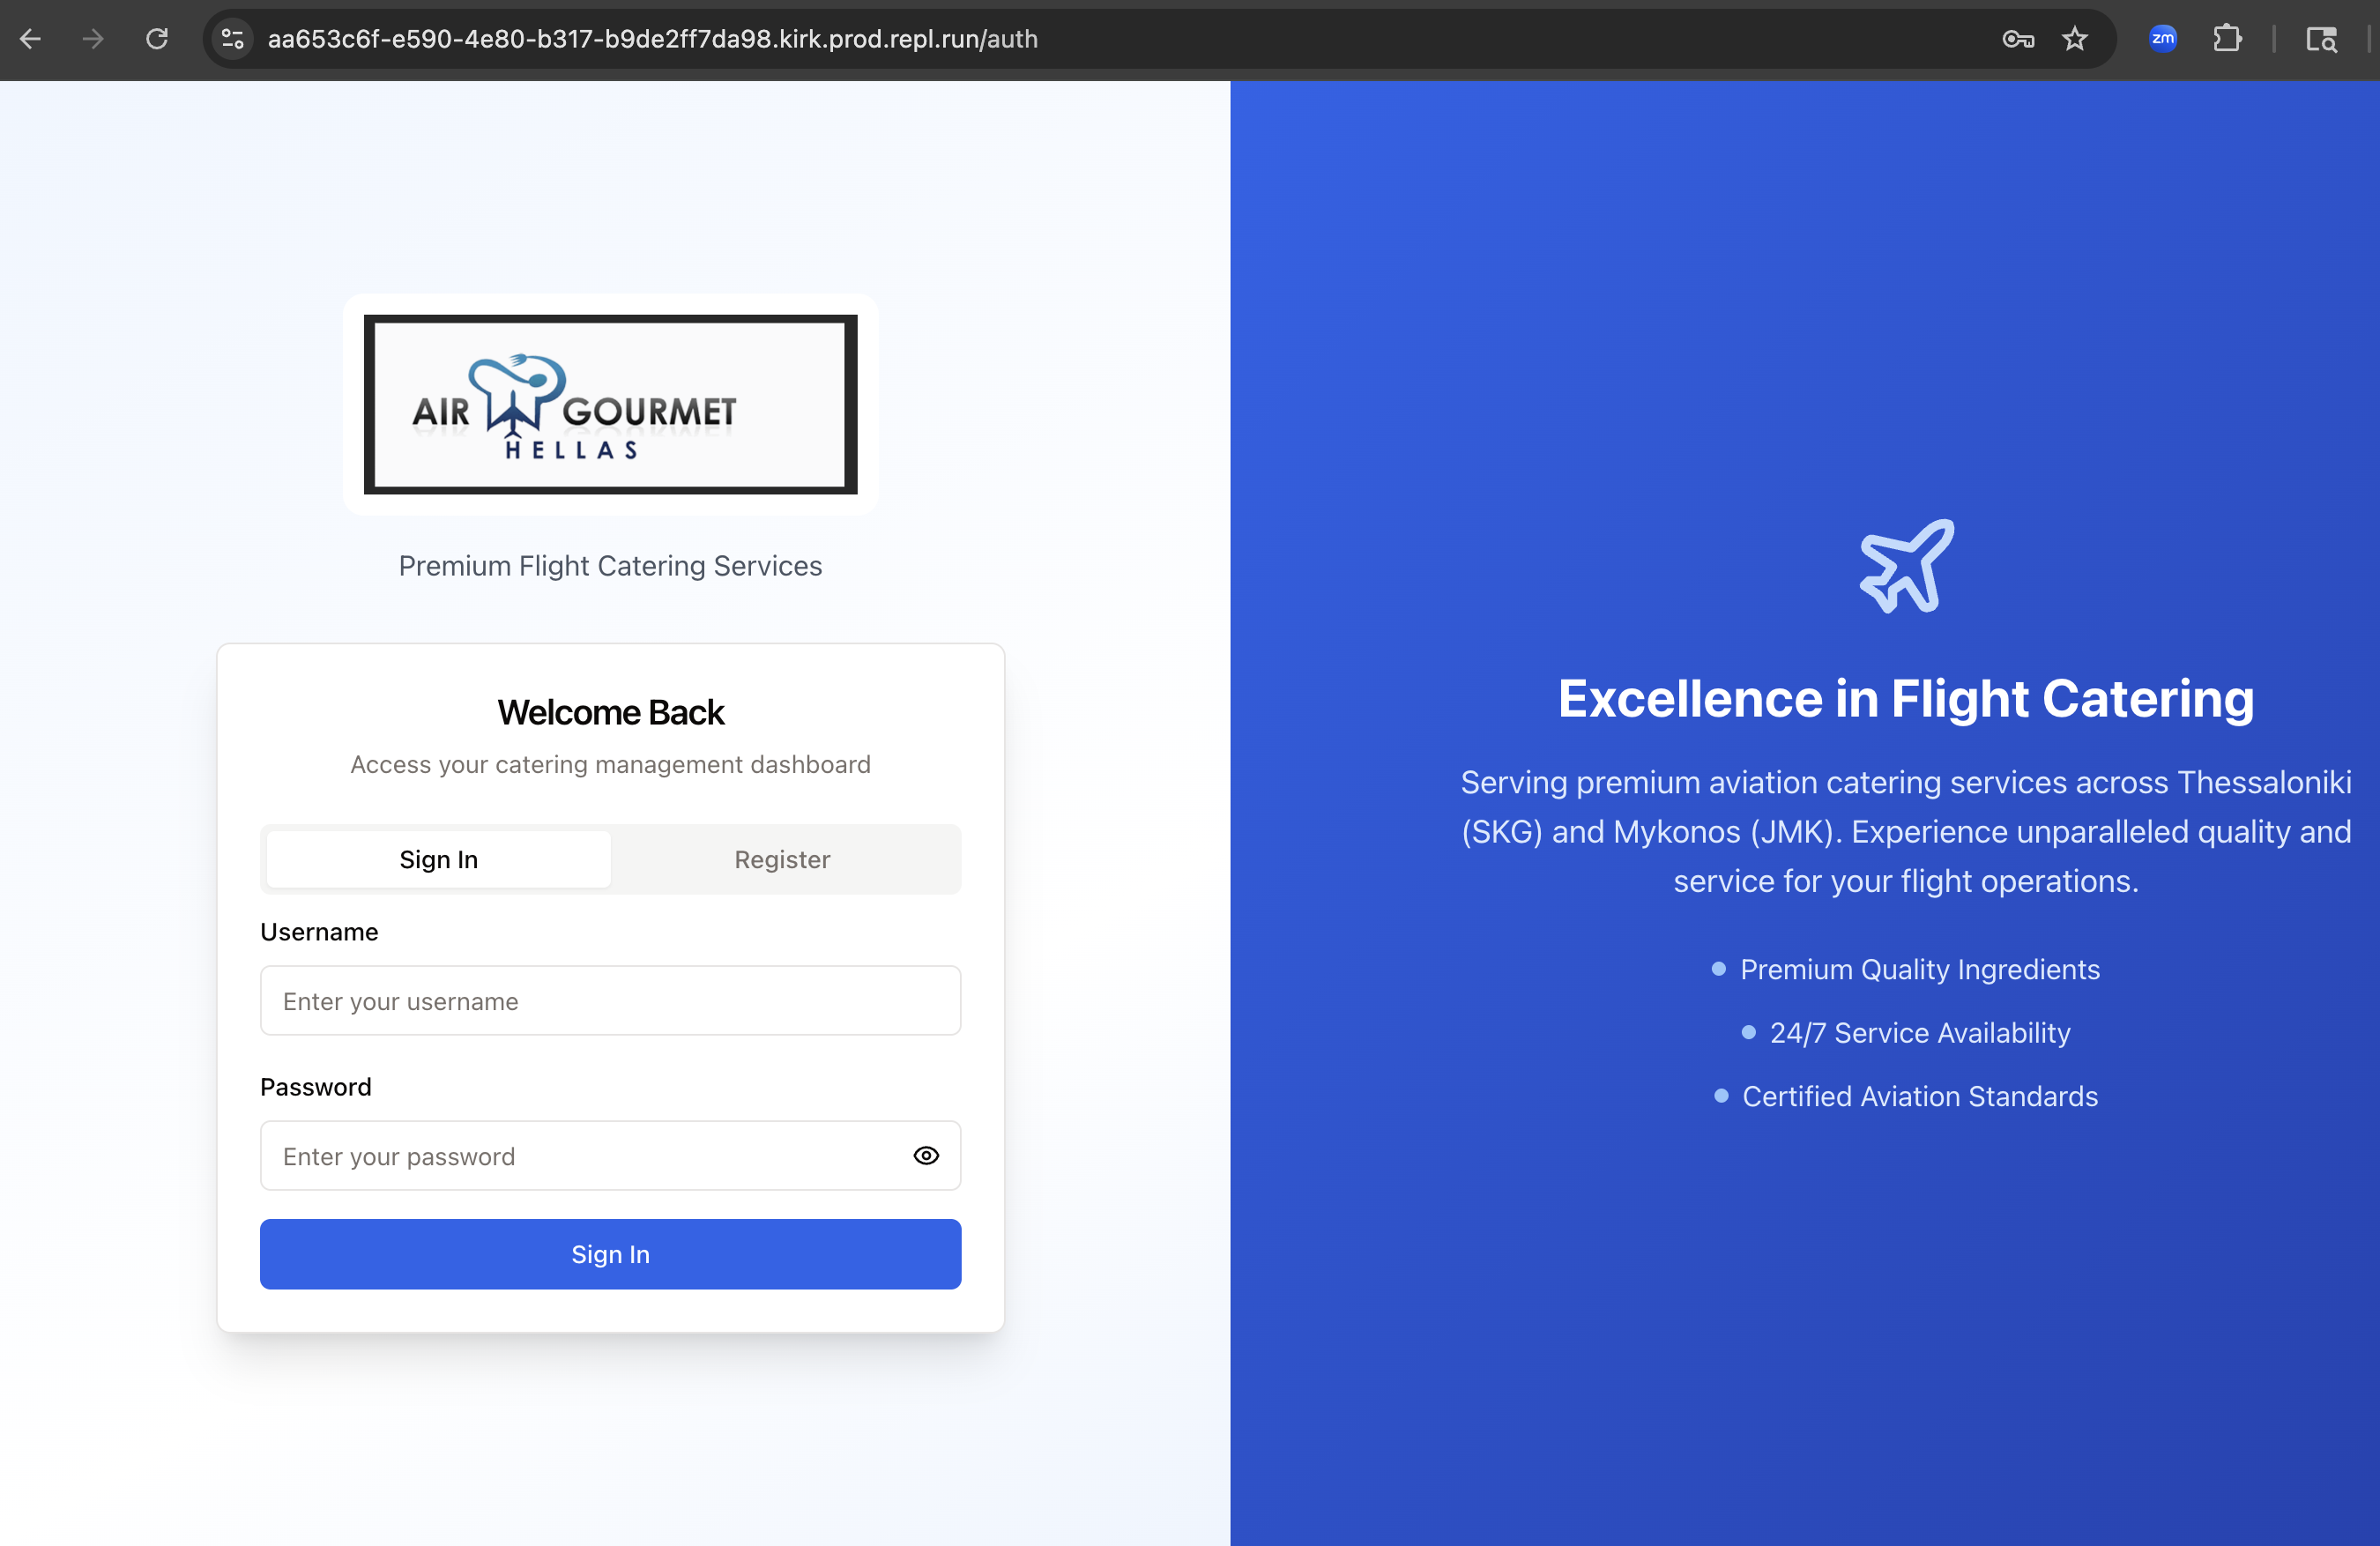 aa653c6f-e590-4e80-b317-b9de2ff7da98.kirk.prod.repl.run/auth
zm
AIR GOURMET
HELLAS
Premium Flight Catering Services
Welcome Back
Access your catering management dashboard
Sign In
Register
Username
Enter your username
Password
Enter your password
Sign In
Excellence in Flight Catering
Serving premium aviation catering services across Thessaloniki
(SKG) and Mykonos (JMK). Experience unparalleled quality and
service for your flight operations.
Premium Quality Ingredients
24/7 Service Availability
Certified Aviation Standards